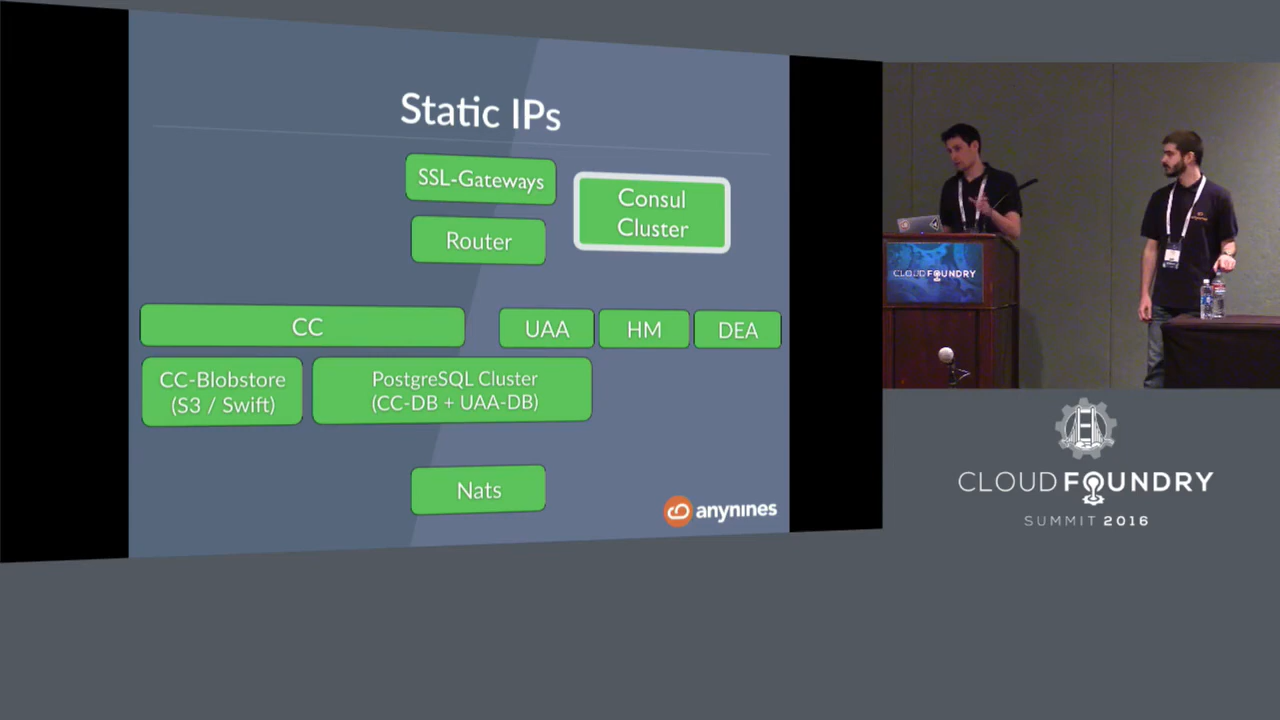 Static IPs
SSL-Gateways
Consul
Cluster
Router
CC
UAA
HM
DEA
CC-Blobstore
(S3 / Swift)
PostgreSQL Cluster
(CC-DB + UAA-DB)
Nats
anynines
CLOUD FOUNDRY
CLOUD FOUNDRY
SUMMIT 2016